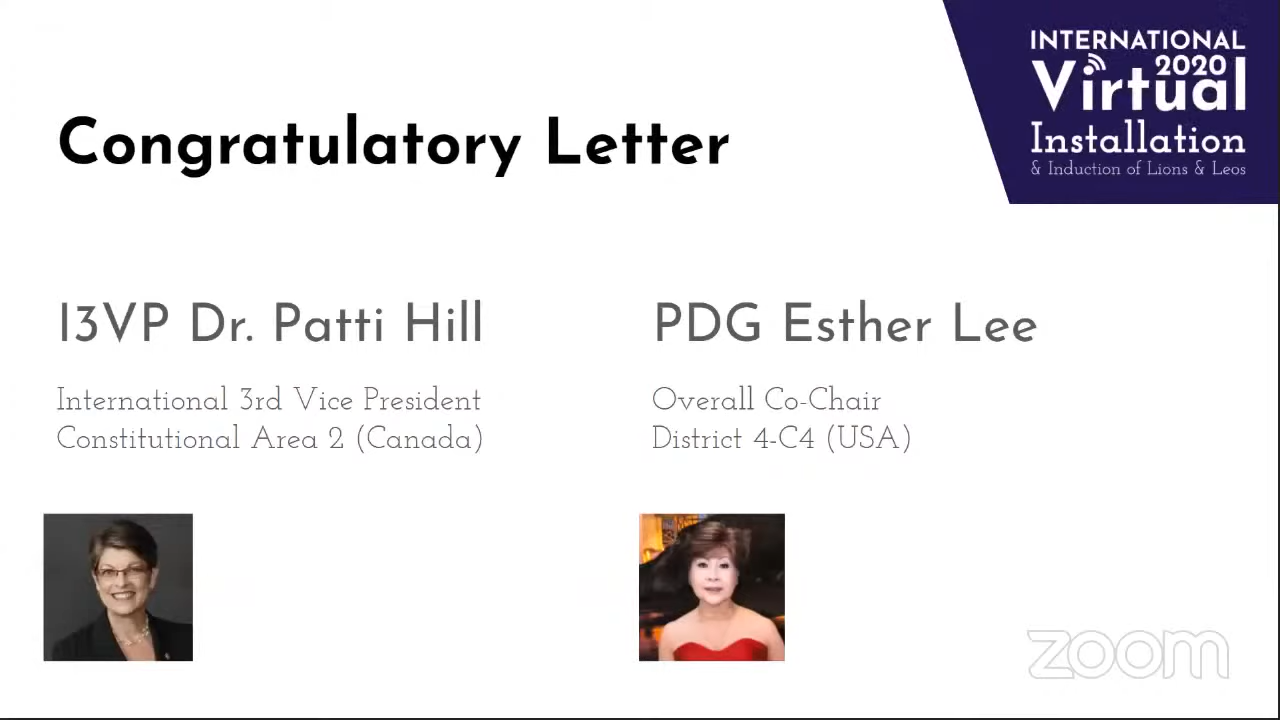 INTERNATIONAL
2020
Virtual
Installation
& Induction of Lions & Leos
Congratulatory Letter
I3VP Dr. Patti Hill
International 3rd Vice President
Constitutional Area 2 (Canada)
PDG Esther Lee
Overall Co-Chair
District 4-C4 (USA)
zoom